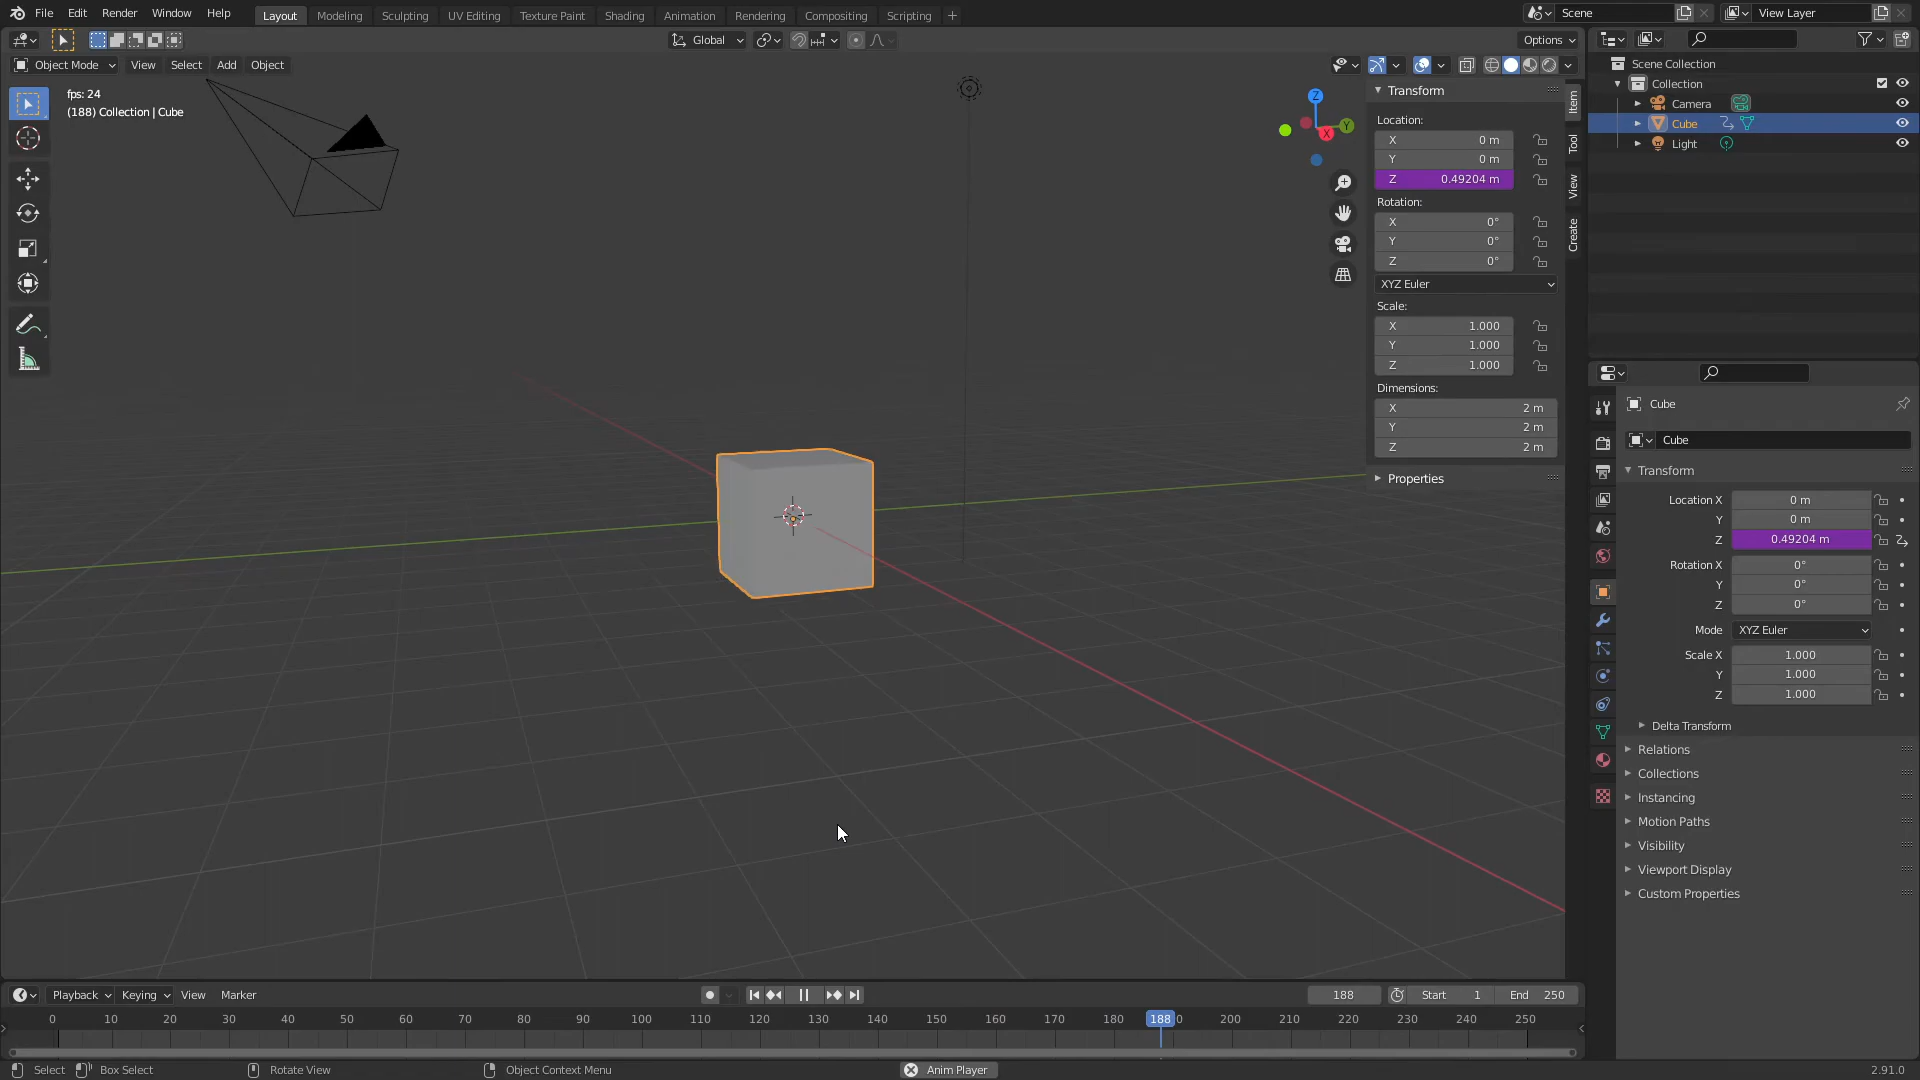 File Edit Render Window Help Layout Modeling Sculpting UV Editing Texture Paint Shading Animation Rendering Compositing Scripting + Scene View Layer
Global Options
Object Mode View Select Add Object
fps: 24
(188) Collection | Cube
Z
Y
X
Transform
Location:
X 0 m
Y 0 m
Z 0.49204 m
Rotation:
X 0°
Y 0°
Z 0°
XYZ Euler
Scale:
X 1.000
Y 1.000
Z 1.000
Dimensions:
X 2 m
Y 2 m
Z 2 m
Properties
Item
Tool
View
Create
Scene Collection
Collection
Camera
Cube
Light
Cube
Cube
Transform
Location X 0 m
Y 0 m
Z 0.49204 m
Rotation X 0°
Y 0°
Z 0°
Mode XYZ Euler
Scale X 1.000
Y 1.000
Z 1.000
Delta Transform
Relations
Collections
Instancing
Motion Paths
Visibility
Viewport Display
Custom Properties
Playback Keying View Marker 188 Start 1 End 250
0 10 20 30 40 50 60 70 80 90 100 110 120 130 140 150 160 170 180 188 0 200 210 220 230 240 250
Select Box Select Rotate View Object Context Menu Anim Player 2.91.0